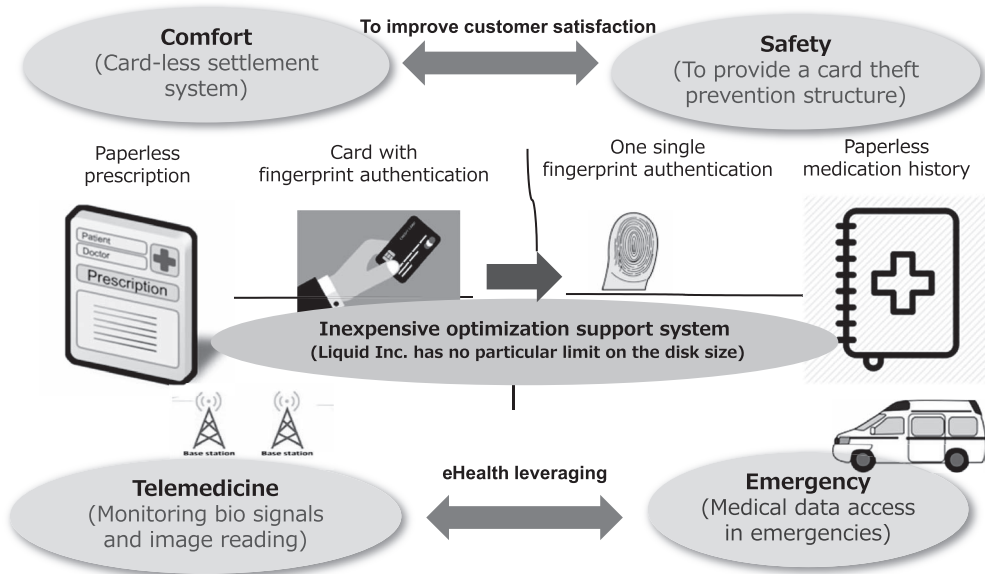 To improve customer satisfaction
Comfort
(Card-less settlement
system)
Safety
(To provide a card theft
prevention structure)
Paperless
prescription
Card with
fingerprint authentication
One single
fingerprint authentication
Paperless
medication history
Patient
Doctor
Prescription
Inexpensive optimization support system
(Liquid Inc. has no particular limit on the disk size)
Base station
Base station
eHealth leveraging
Telemedicine
(Monitoring bio signals
and image reading)
Emergency
(Medical data access
in emergencies)